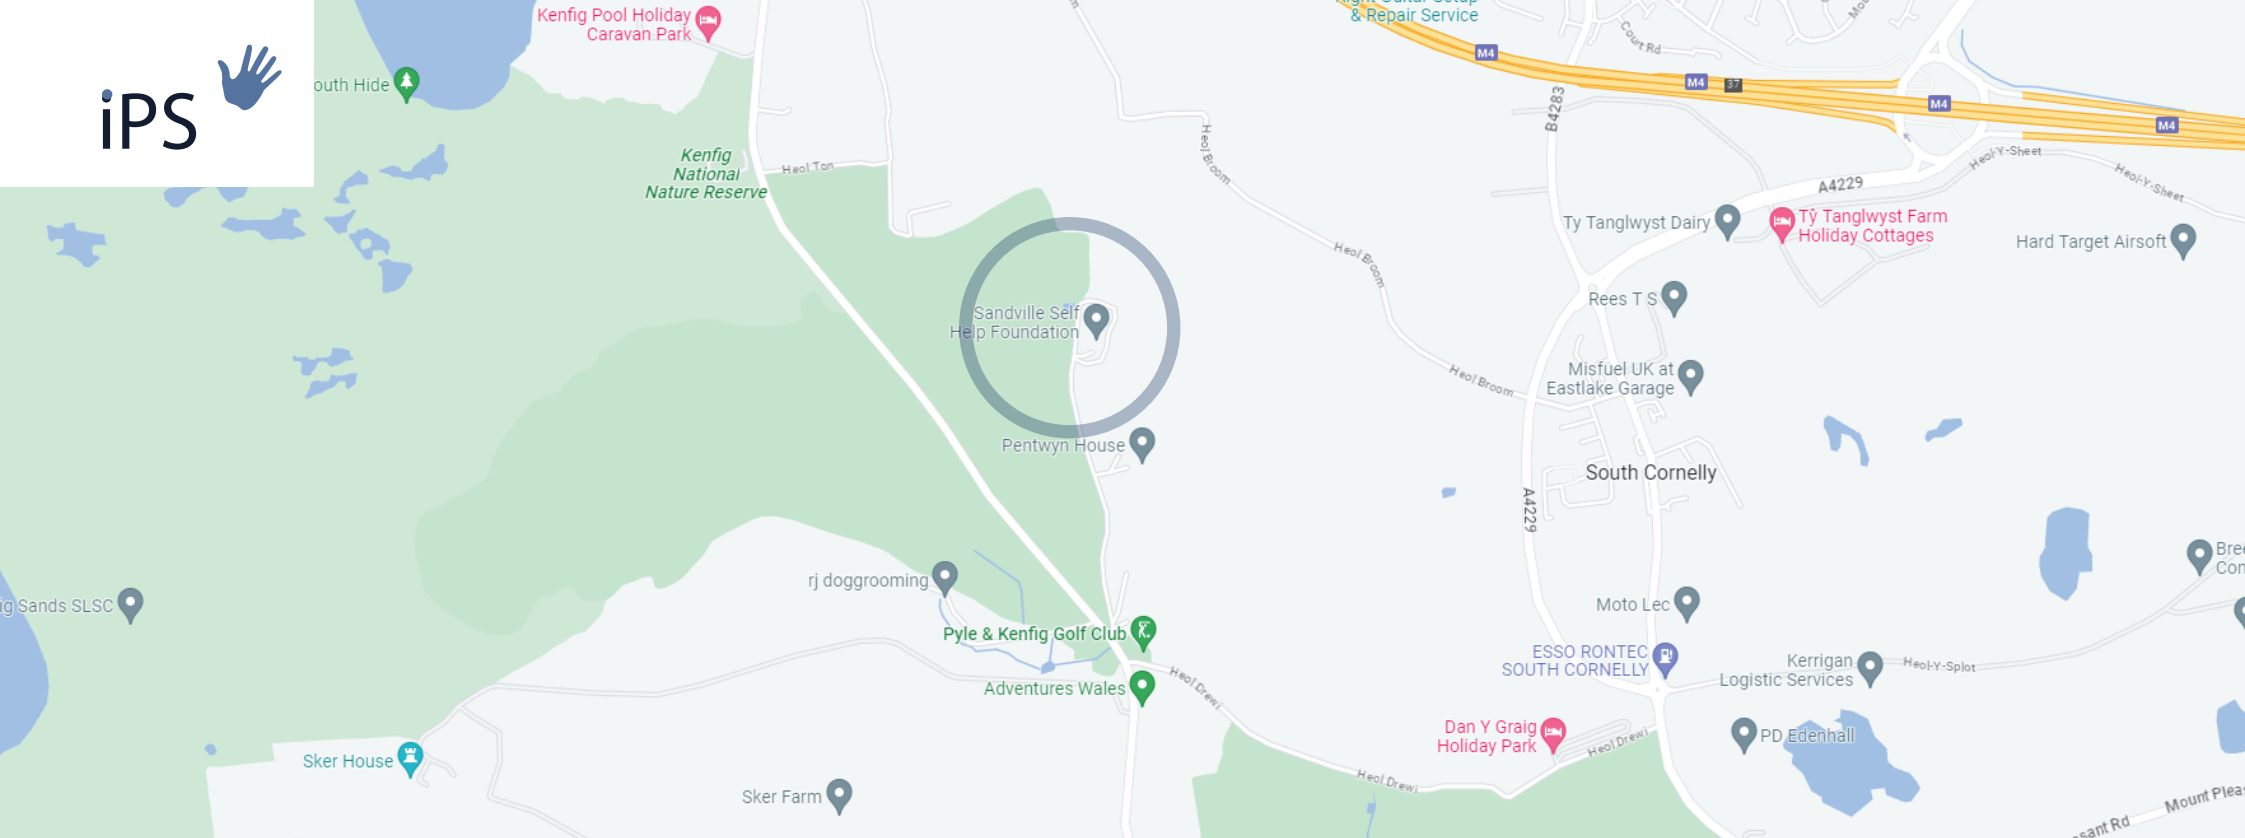 iPS
Kenfig Pool Holiday
Caravan Park
& Repair Service
Court Rd
M4
M4
37
M4
M4
outh Hide
B4283
Kenfig
National
Nature Reserve
Heol Ton
Heol Broom
Heol-Y-Sheet
Heol-Y-Sheet
A4229
Ty Tanglwyst Dairy
Tŷ Tanglwyst Farm
Holiday Cottages
Hard Target Airsoft
Heol Broom
Rees T S
Sandville Self
Help Foundation
Heol Broom
Misfuel UK at
Eastlake Garage
Pentwyn House
South Cornelly
A4229
rj doggrooming
ig Sands SLSC
Moto Lec
Bre
Con
Pyle & Kenfig Golf Club
ESSO RONTEC
SOUTH CORNELLY
Kerrigan
Logistic Services
Heol-Y-Splot
Adventures Wales
Heol Drewi
Dan Y Graig
Holiday Park
Heol Drewi
PD Edenhall
Sker House
Heol Drewi
Sker Farm
Mount Pleas
sant Rd